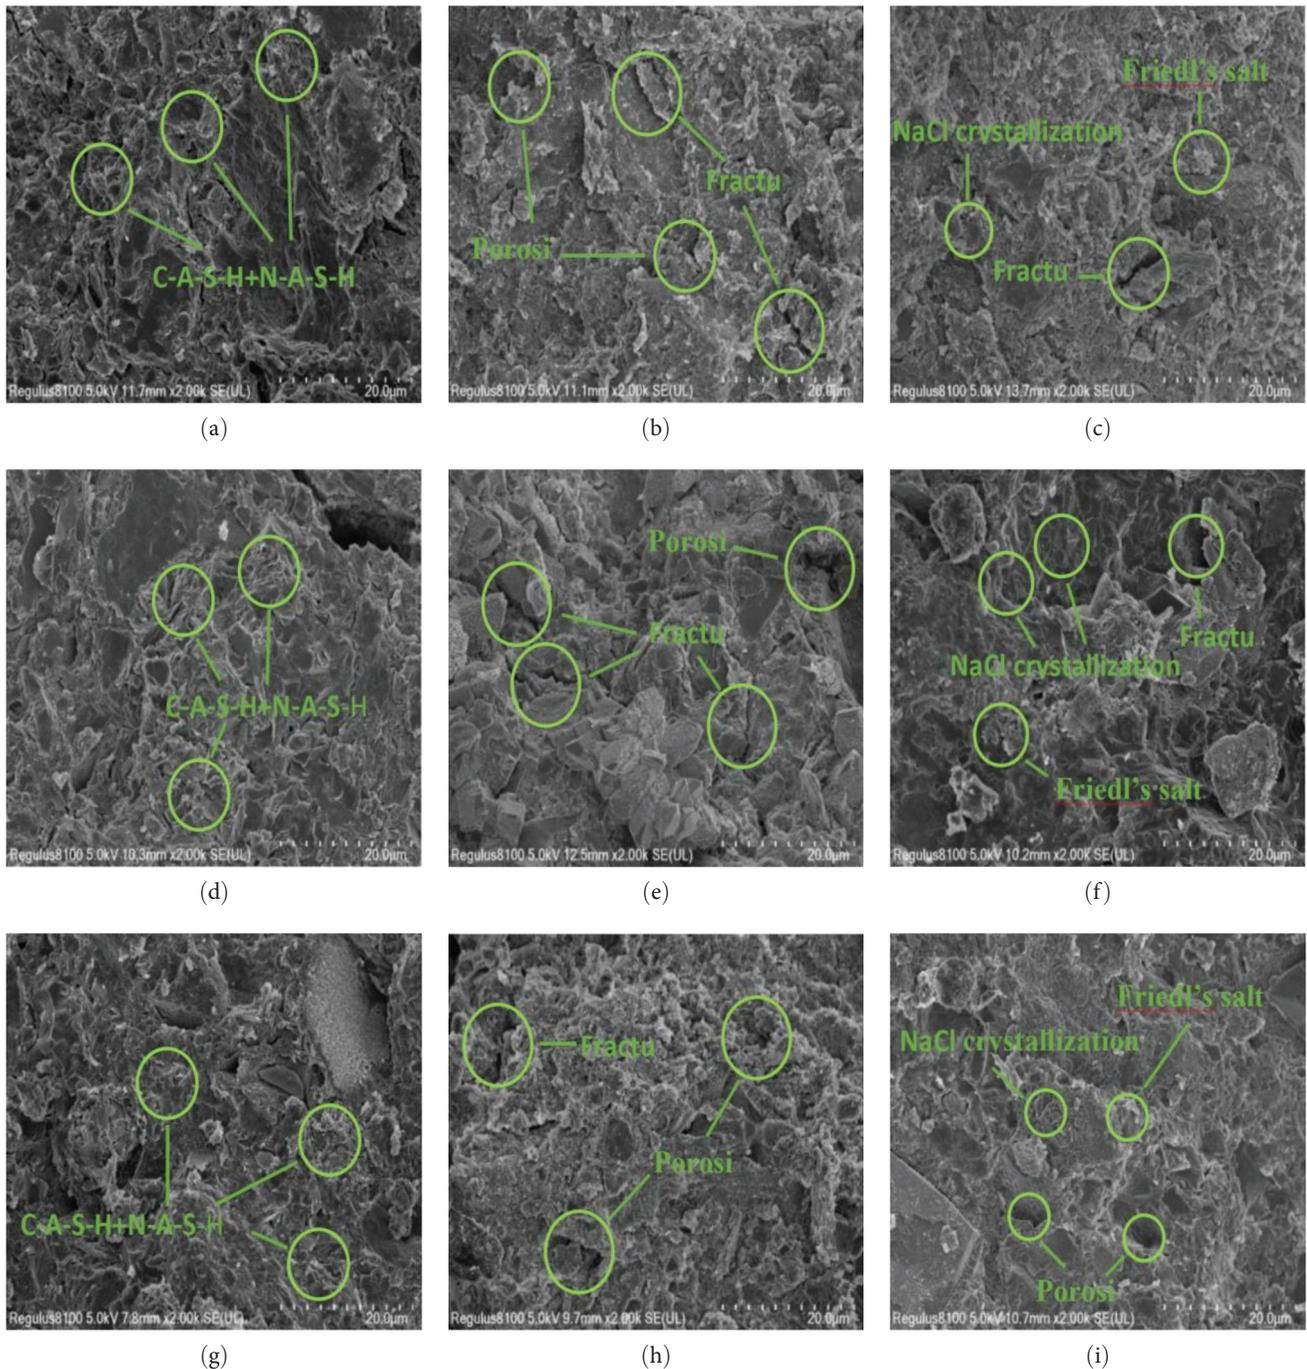 C-A-S-H+N-A-S-H
Regulus8100 5.0kV 11.7mm x2.00k SE(UL) 20.0µm
(a)
Fractu
Porosi
Regulus8100 5.0kV 11.1mm x2.00k SE(UL) 20.0µm
(b)
Friedl's salt
NaCl crystallization
Fractu
Regulus8100 5.0kV 13.7mm x2.00k SE(UL) 20.0µm
(c)
C-A-S-H+N-A-S-H
Regulus8100 5.0kV 10.3mm x2.00k SE(UL) 20.0µm
(d)
Porosi
Fractu
Regulus8100 5.0kV 12.5mm x2.00k SE(UL) 20.0µm
(e)
Fractu
NaCl crystallization
Friedl's salt
Regulus8100 5.0kV 10.2mm x2.00k SE(UL) 20.0µm
(f)
C-A-S-H+N-A-S-H
Regulus8100 5.0kV 7.8mm x2.00k SE(UL) 20.0µm
(g)
Fractu
Porosi
Regulus8100 5.0kV 9.7mm x2.00k SE(UL) 20.0µm
(h)
Friedl's salt
NaCl crystallization
Porosi
Regulus8100 5.0kV 10.7mm x2.00k SE(UL) 20.0µm
(i)